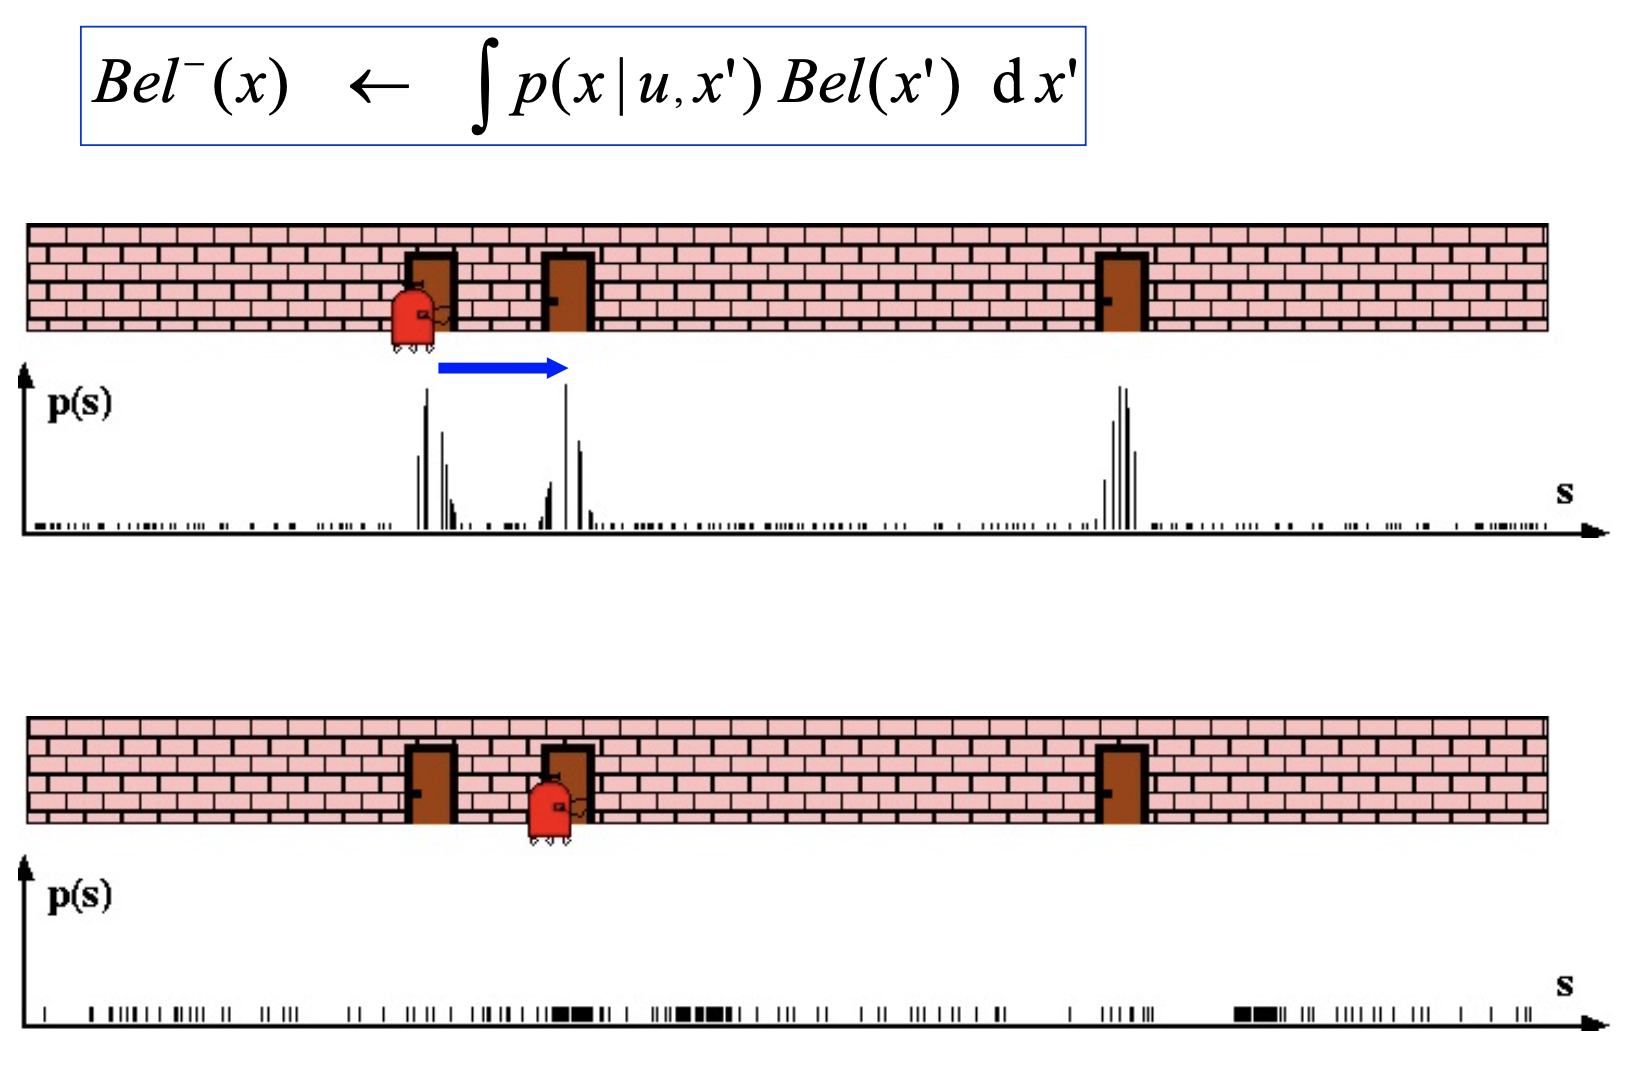 Bel⁻(x) ← ∫ p(x | u, x') Bel(x') dx'
p(s)
s
p(s)
s